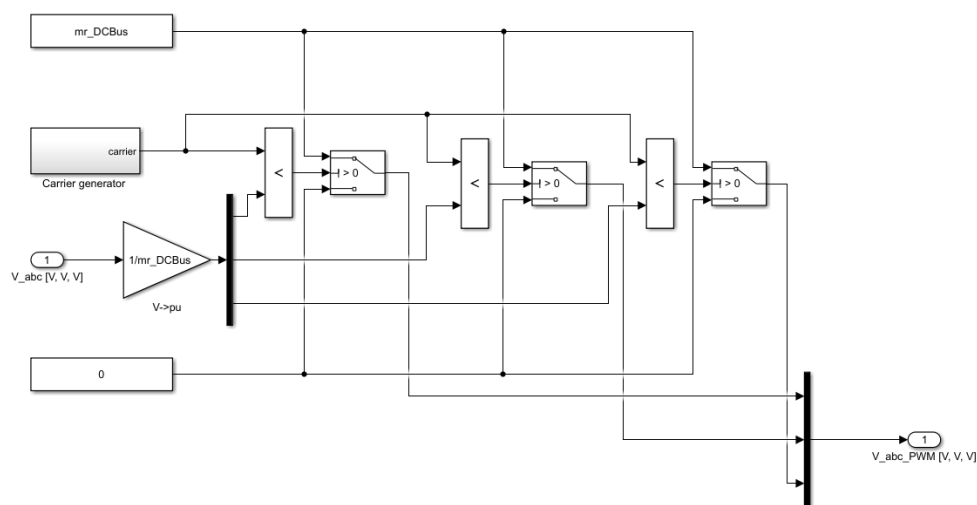 mr_DCBus
carrier
Carrier generator
<
> 0
<
> 0
<
> 0
1
V_abc [V, V, V]
1/mr_DCBus
V->pu
0
1
V_abc_PWM [V, V, V]